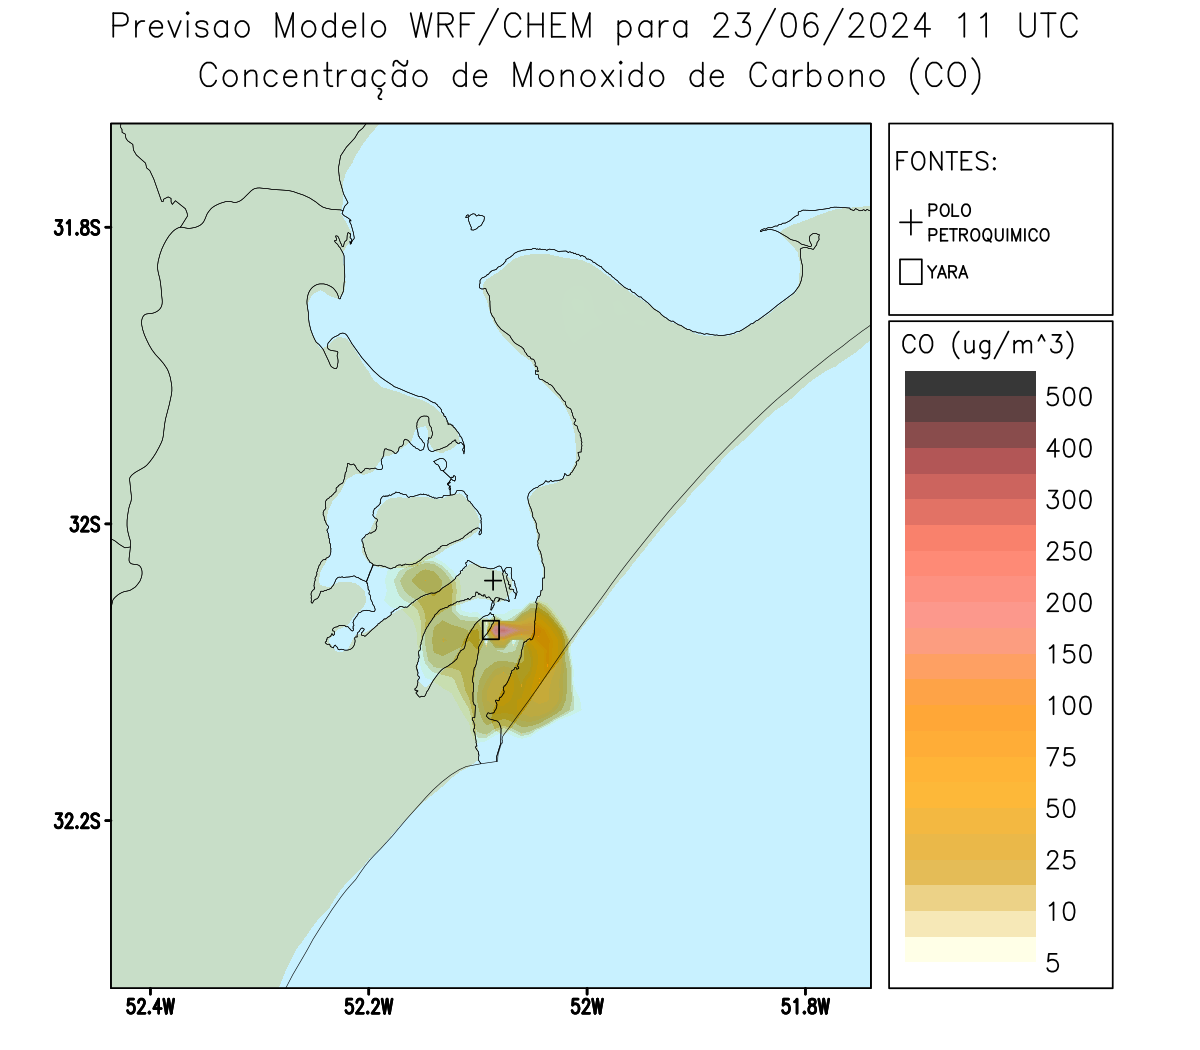 Previsao Modelo WRF/CHEM para 23/06/2024 11 UTC
Concentração de Monoxido de Carbono (CO)
FONTES:
POLO
PETROQUIMICO
YARA
CO (ug/m^3)
500
400
300
250
200
150
100
75
50
25
10
5
31.8S
32S
32.2S
52.4W
52.2W
52W
51.8W